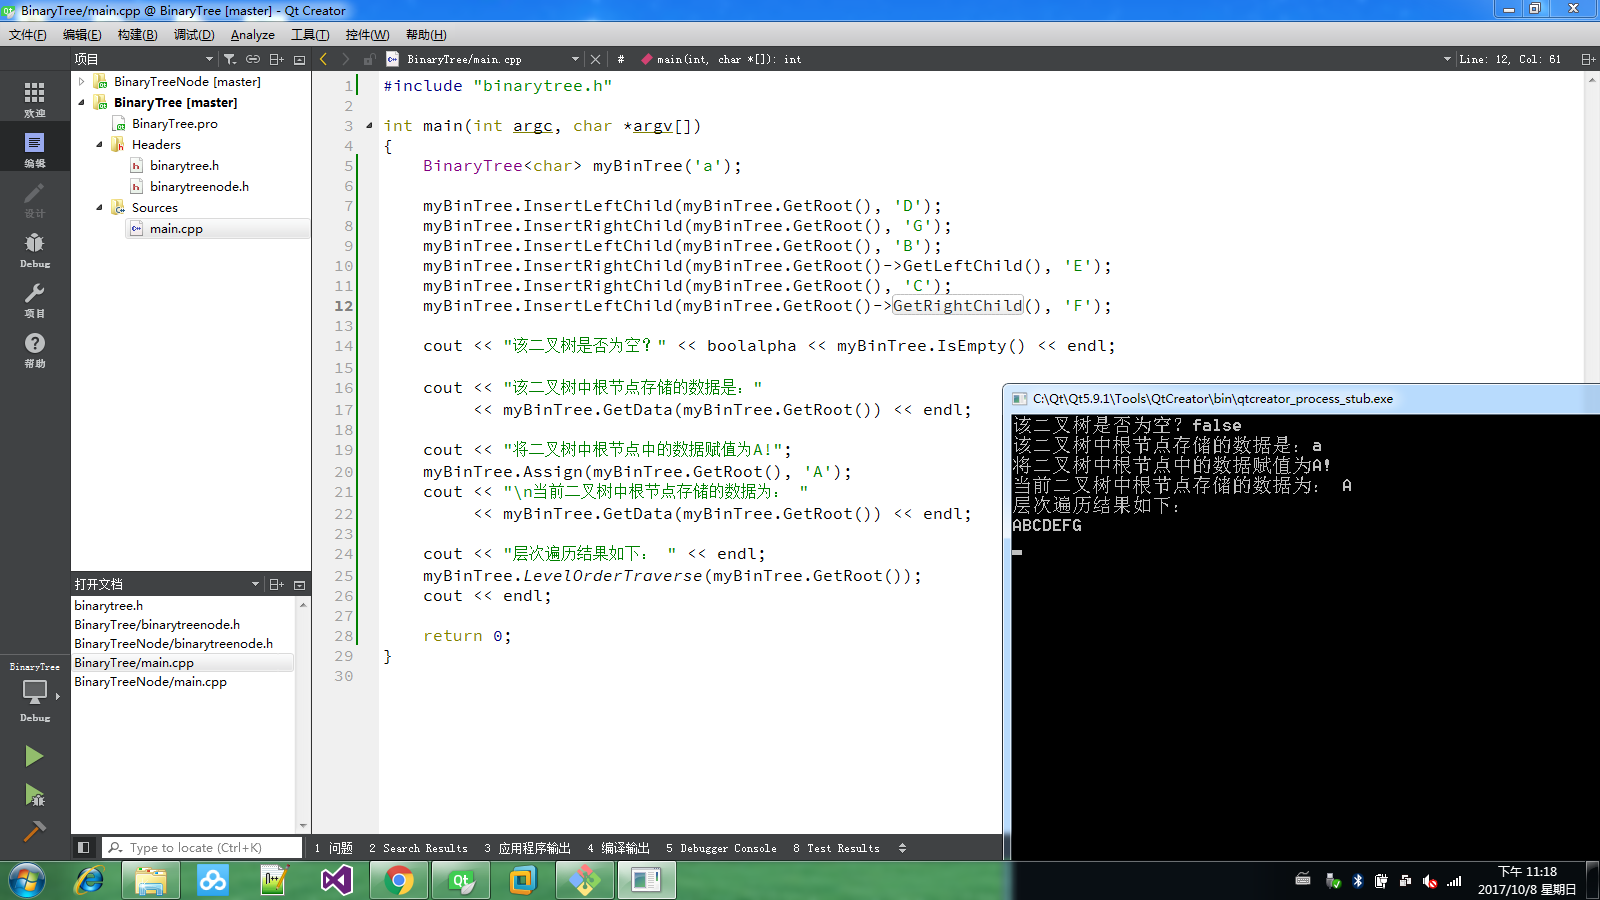 BinaryTree/main.cpp @ BinaryTree [master] - Qt Creator
文件(F) 编辑(E) 构建(B) 调试(D) Analyze 工具(T) 控件(W) 帮助(H)
项目
BinaryTree/main.cpp
# main(int, char *[]): int
Line: 12, Col: 61
欢迎
编辑
设计
Debug
项目
帮助
BinaryTree
Debug
BinaryTreeNode [master]
BinaryTree [master]
BinaryTree.pro
Headers
binarytree.h
binarytreenode.h
Sources
main.cpp
打开文档
binarytree.h
BinaryTree/binarytreenode.h
BinaryTreeNode/binarytreenode.h
BinaryTree/main.cpp
BinaryTreeNode/main.cpp
1 #include "binarytree.h"
2
3 int main(int argc, char *argv[])
4 {
5 BinaryTree<char> myBinTree('a');
6
7 myBinTree.InsertLeftChild(myBinTree.GetRoot(), 'D');
8 myBinTree.InsertRightChild(myBinTree.GetRoot(), 'G');
9 myBinTree.InsertLeftChild(myBinTree.GetRoot(), 'B');
10 myBinTree.InsertRightChild(myBinTree.GetRoot()->GetLeftChild(), 'E');
11 myBinTree.InsertRightChild(myBinTree.GetRoot(), 'C');
12 myBinTree.InsertLeftChild(myBinTree.GetRoot()->GetRightChild(), 'F');
13
14 cout << "该二叉树是否为空？" << boolalpha << myBinTree.IsEmpty() << endl;
15
16 cout << "该二叉树中根节点存储的数据是："
17 << myBinTree.GetData(myBinTree.GetRoot()) << endl;
18
19 cout << "将二叉树中根节点中的数据赋值为A!";
20 myBinTree.Assign(myBinTree.GetRoot(), 'A');
21 cout << "\n当前二叉树中根节点存储的数据为： "
22 << myBinTree.GetData(myBinTree.GetRoot()) << endl;
23
24 cout << "层次遍历结果如下： " << endl;
25 myBinTree.LevelOrderTraverse(myBinTree.GetRoot());
26 cout << endl;
27
28 return 0;
29 }
30
C:\Qt\Qt5.9.1\Tools\QtCreator\bin\qtcreator_process_stub.exe
该二叉树是否为空？false
该二叉树中根节点存储的数据是：a
将二叉树中根节点中的数据赋值为A!
当前二叉树中根节点存储的数据为： A
层次遍历结果如下：
ABCDEFG
Type to locate (Ctrl+K)
1 问题 2 Search Results 3 应用程序输出 4 编译输出 5 Debugger Console 8 Test Results
下午 11:18
2017/10/8 星期日